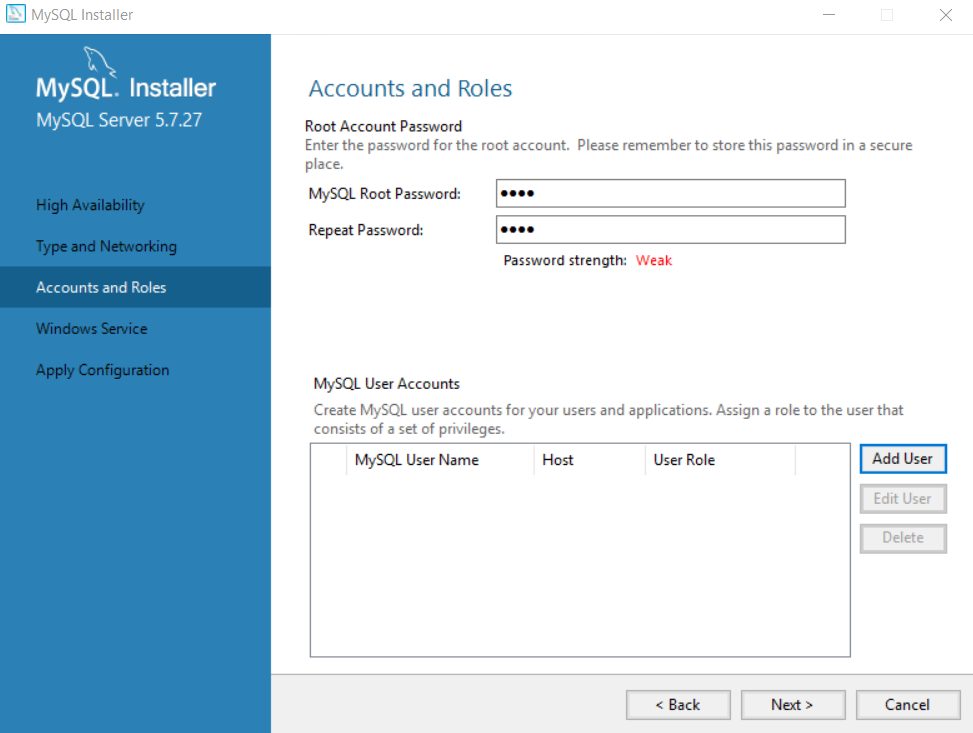 MySQL Installer
MySQL. Installer
MySQL Server 5.7.27
High Availability
Type and Networking
Accounts and Roles
Windows Service
Apply Configuration
Accounts and Roles
Root Account Password
Enter the password for the root account.  Please remember to store this password in a secure
place.
MySQL Root Password: ●●●●
Repeat Password: ●●●●
Password strength: Weak
MySQL User Accounts
Create MySQL user accounts for your users and applications. Assign a role to the user that
consists of a set of privileges.
MySQL User Name Host User Role
Add User
Edit User
Delete
< Back Next > Cancel